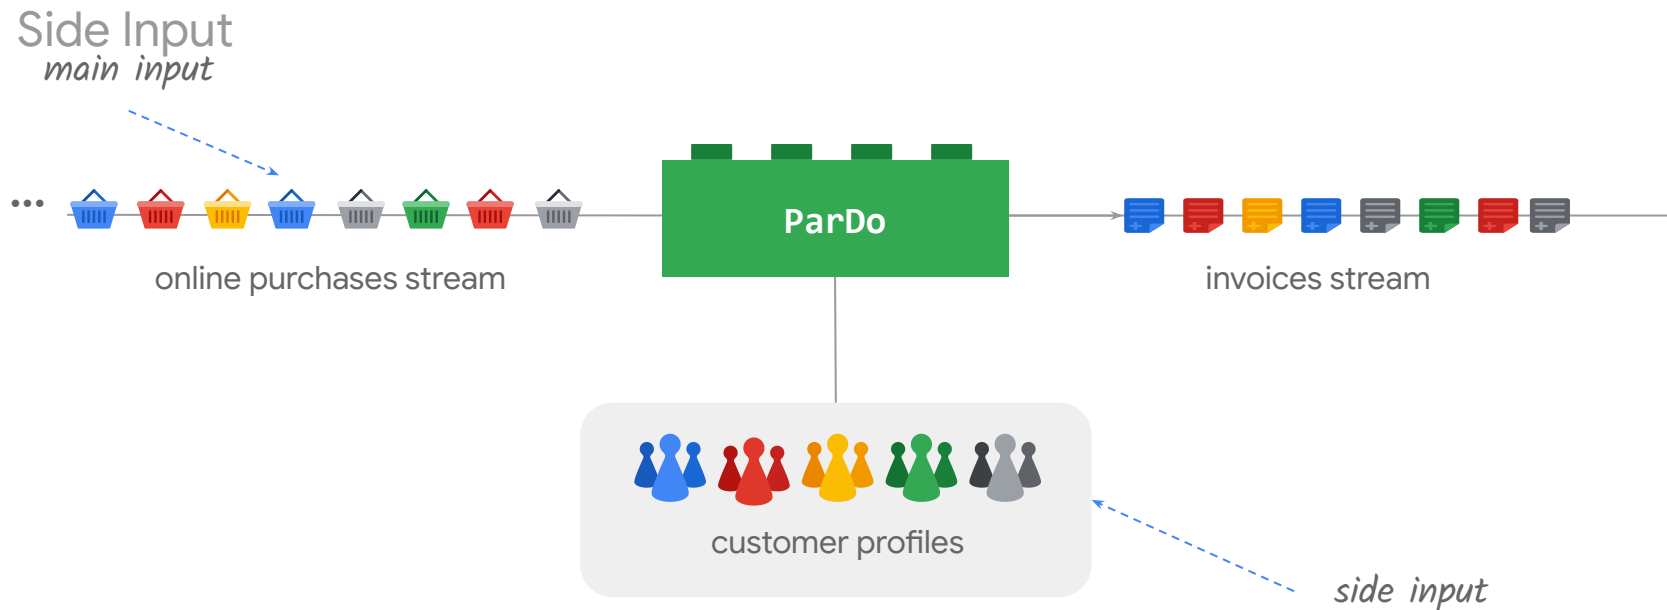 Side Input
main input
...
ParDo
online purchases stream
invoices stream
customer profiles
side input